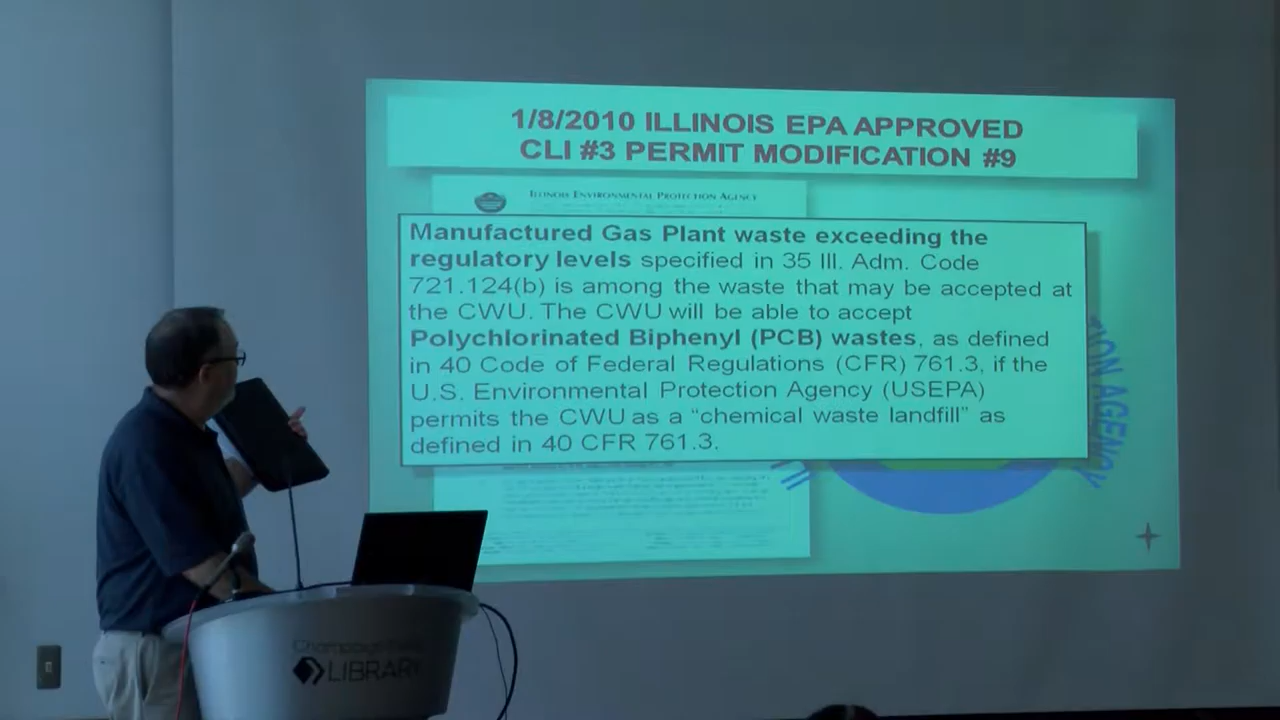 1/8/2010 ILLINOIS EPA APPROVED
CLI #3 PERMIT MODIFICATION #9
ILLINOIS ENVIRONMENTAL PROTECTION AGENCY
Manufactured Gas Plant waste exceeding the
regulatory levels specified in 35 Ill. Adm. Code
721.124(b) is among the waste that may be accepted at
the CWU. The CWU will be able to accept
Polychlorinated Biphenyl (PCB) wastes, as defined
in 40 Code of Federal Regulations (CFR) 761.3, if the
U.S. Environmental Protection Agency (USEPA)
permits the CWU as a “chemical waste landfill” as
defined in 40 CFR 761.3.
ION AGENCY
Champaign
LIBRARY